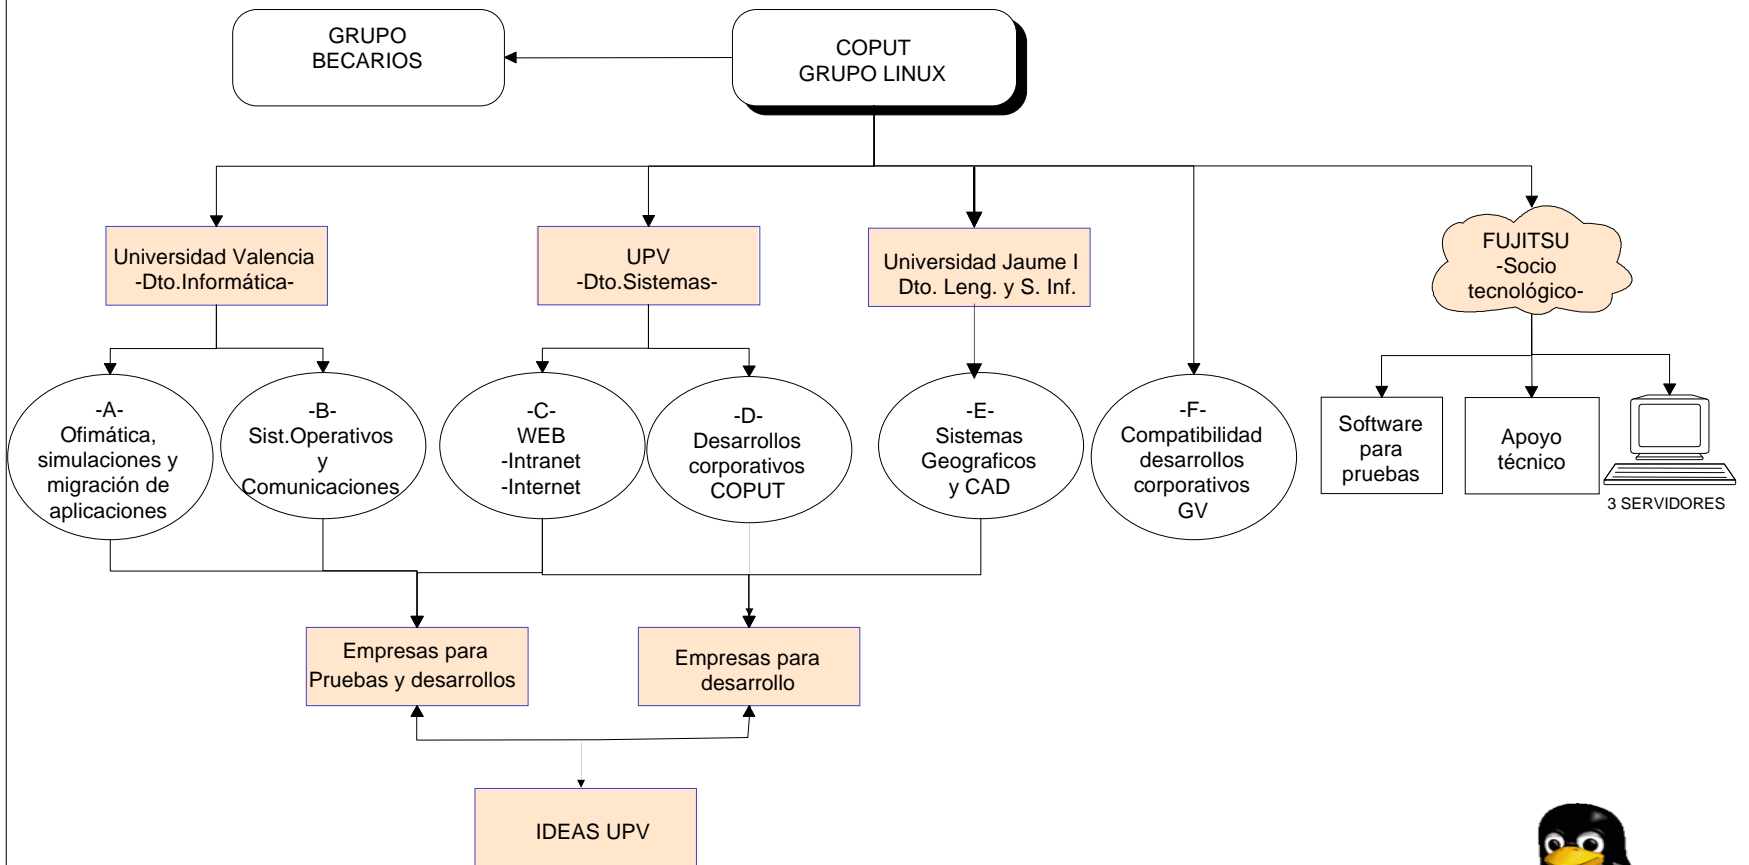 GRUPO
BECARIOS
COPUT
GRUPO LINUX
Universidad Valencia
-Dto.Informática-
UPV
-Dto.Sistemas-
Universidad Jaume I
Dto. Leng. y S. Inf.
FUJITSU
-Socio
tecnológico-
-A-
Ofimática,
simulaciones y
migración de
aplicaciones
-B-
Sist.Operativos
y
Comunicaciones
-C-
WEB
-Intranet
-Internet
-D-
Desarrollos
corporativos
COPUT
-E-
Sistemas
Geograficos
y CAD
-F-
Compatibilidad
desarrollos
corporativos
GV
Software
para
pruebas
Apoyo
técnico
3 SERVIDORES
Empresas para
Pruebas y desarrollos
Empresas para
desarrollo
IDEAS UPV